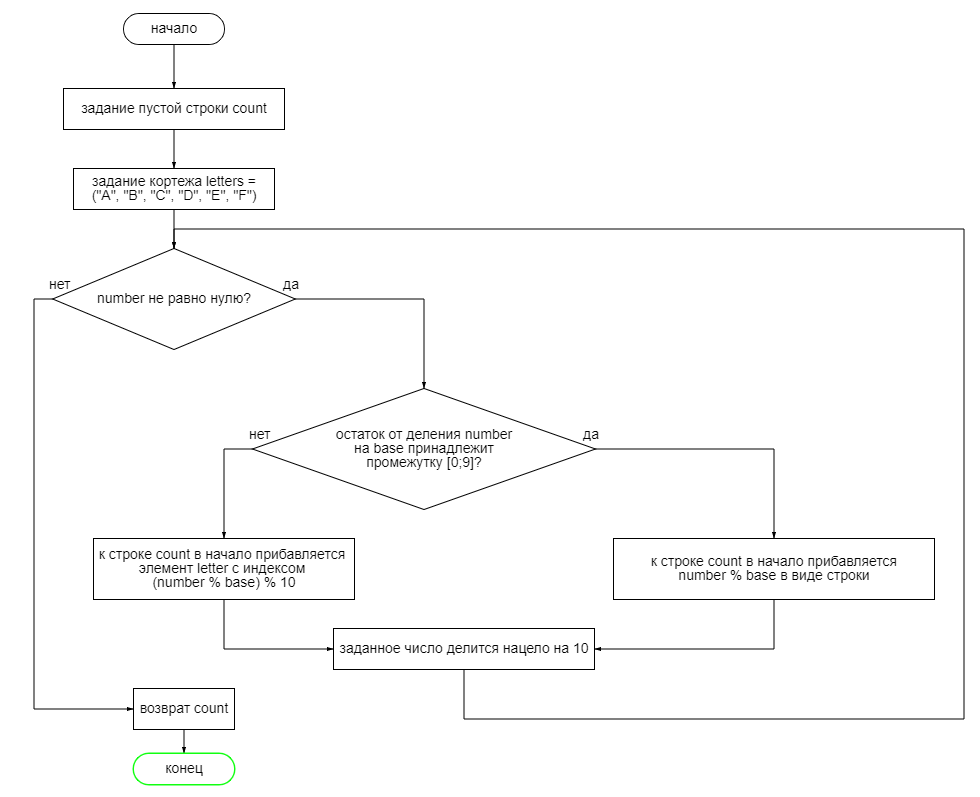 начало
задание пустой строки count
задание кортежа letters =
("A", "B", "C", "D", "E", "F")
нет
да
number не равно нулю?
нет
да
остаток от деления number
на base принадлежит
промежутку [0;9]?
к строке count в начало прибавляется
элемент letter с индексом
(number % base) % 10
к строке count в начало прибавляется
number % base в виде строки
заданное число делится нацело на 10
возврат count
конец